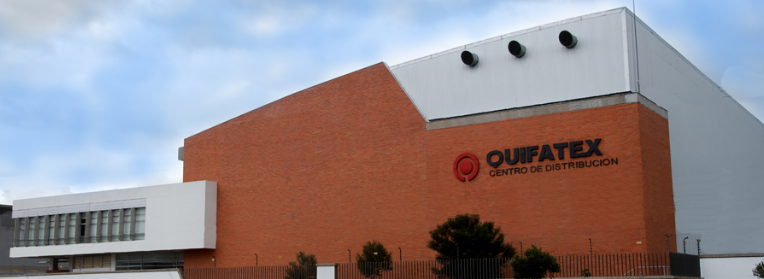 QUIFATEX
CENTRO DE DISTRIBUCION